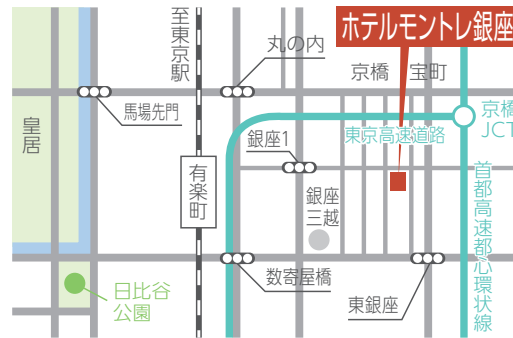 至東京駅
ホテルモントレ銀座
丸の内
京橋
宝町
馬場先門
京橋
JCT
皇居
東京高速道路
銀座1
有楽町
銀座
三越
首都高速都心環状線
日比谷
公園
数寄屋橋
東銀座